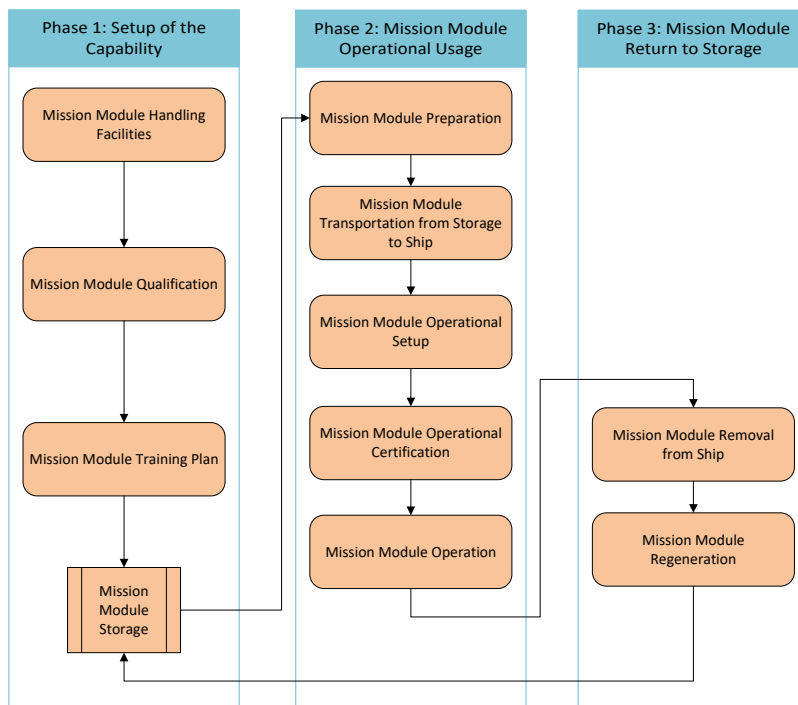 Phase 1: Setup of the
Capability
Mission Module Handling
Facilities
Mission Module Qualification
Mission Module Training Plan
Mission
Module
Storage
Phase 2: Mission Module
Operational Usage
Mission Module Preparation
Mission Module
Transportation from Storage
to Ship
Mission Module Operational
Setup
Mission Module Operational
Certification
Mission Module Operation
Phase 3: Mission Module
Return to Storage
Mission Module Removal
from Ship
Mission Module
Regeneration